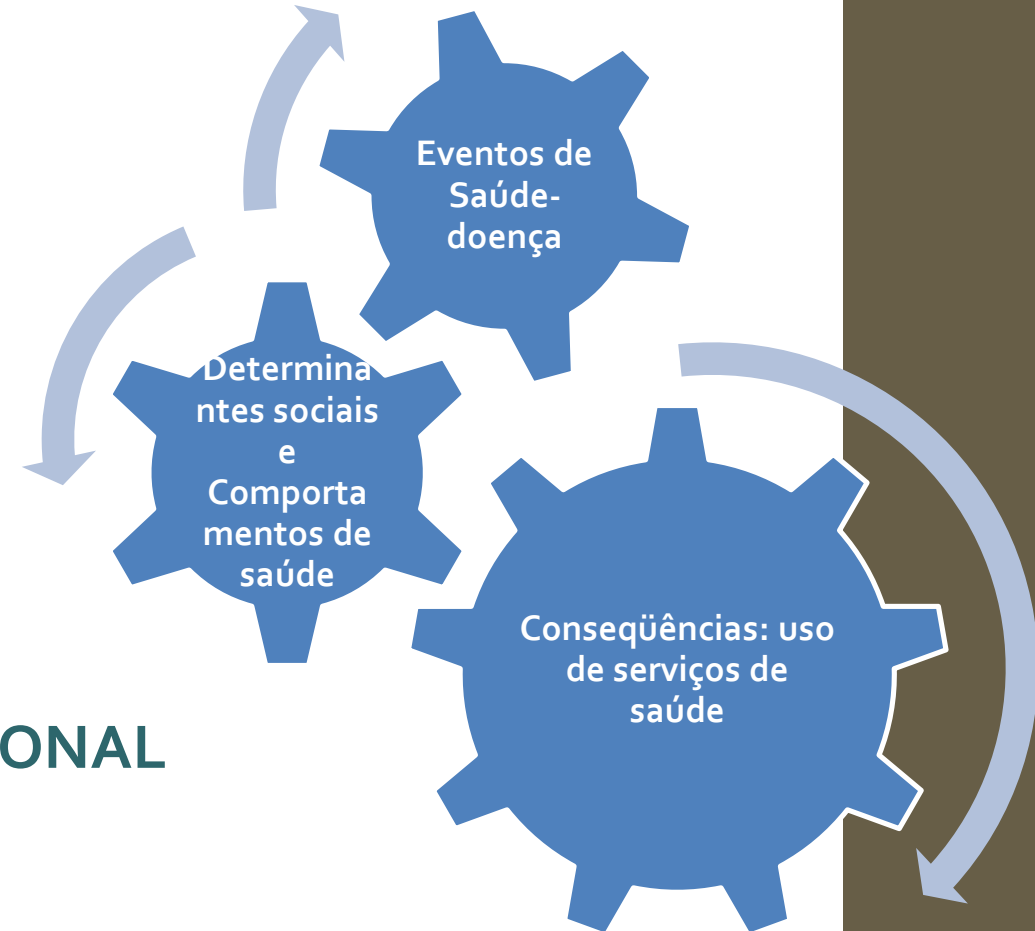 Eventos de
Saúde-
doença
Determina
ntes sociais
e
Comporta
mentos de
saúde
Conseqüências: uso
de serviços de
saúde
ONAL